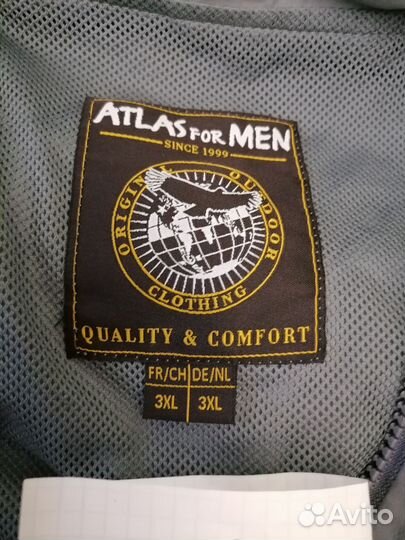 ATLAS FOR MEN
SINCE 1999
ORIGINAL OUTDOOR
CLOTHING
QUALITY & COMFORT
FR/CH DE/NL
3XL 3XL
Avito